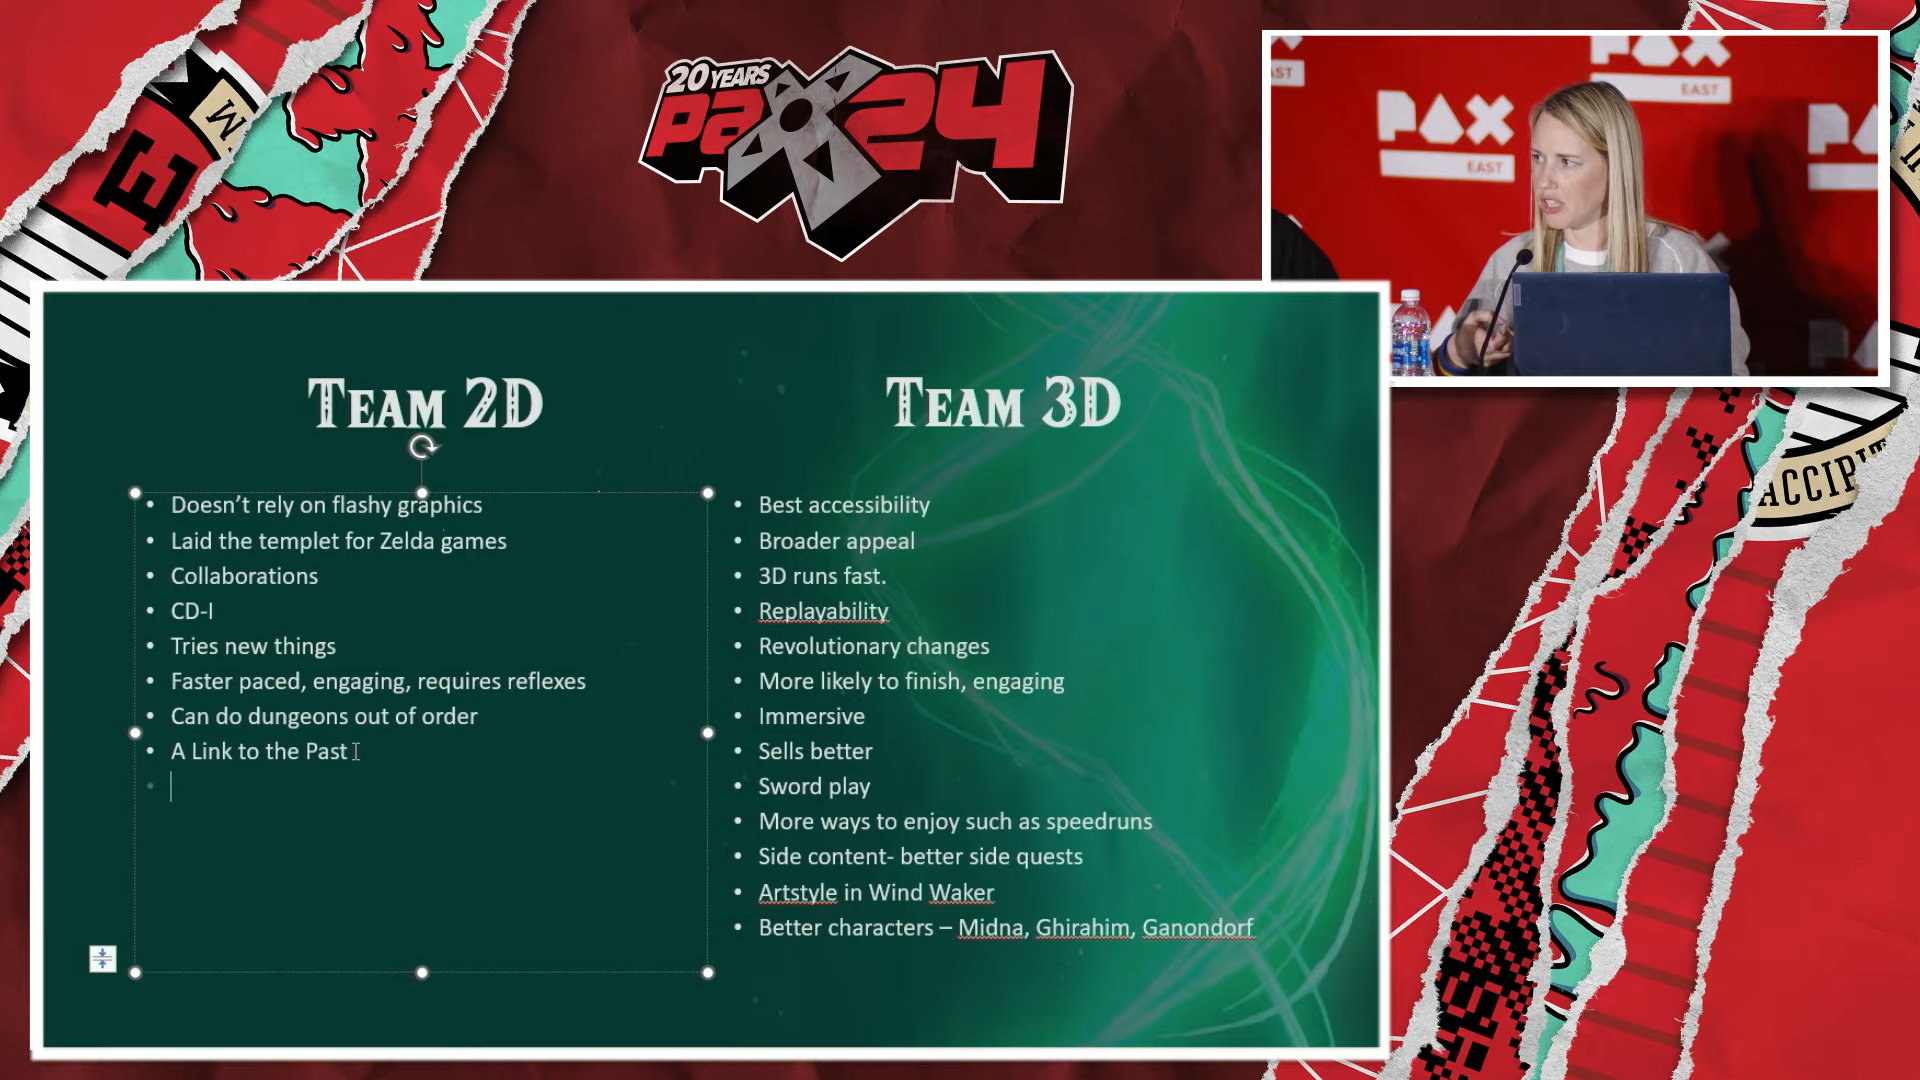 20 YEARS
PAX 24
PAX
EAST
PAX
EAST
AST
Team 2D
Doesn't rely on flashy graphics
Laid the templet for Zelda games
Collaborations
CD-I
Tries new things
Faster paced, engaging, requires reflexes
Can do dungeons out of order
A Link to the Past
Team 3D
Best accessibility
Broader appeal
3D runs fast.
Replayability
Revolutionary changes
More likely to finish, engaging
Immersive
Sells better
Sword play
More ways to enjoy such as speedruns
Side content- better side quests
Artstyle in Wind Waker
Better characters – Midna, Ghirahim, Ganondorf
ACCIPIT